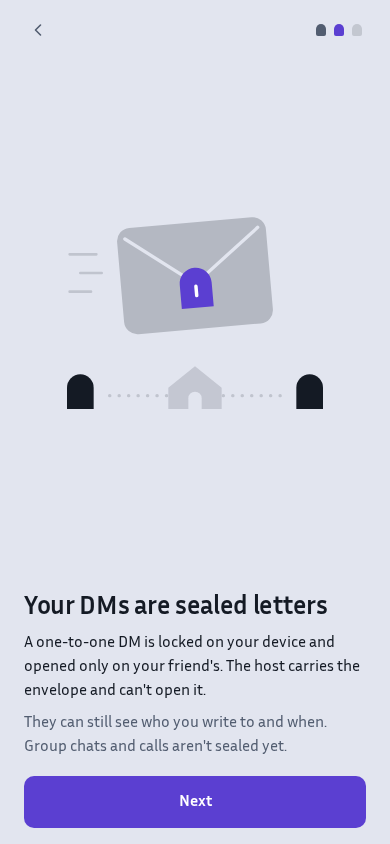 Your DMs are sealed letters
A one-to-one DM is locked on your device and
opened only on your friend's. The host carries the
envelope and can't open it.
They can still see who you write to and when.
Group chats and calls aren't sealed yet.
Next